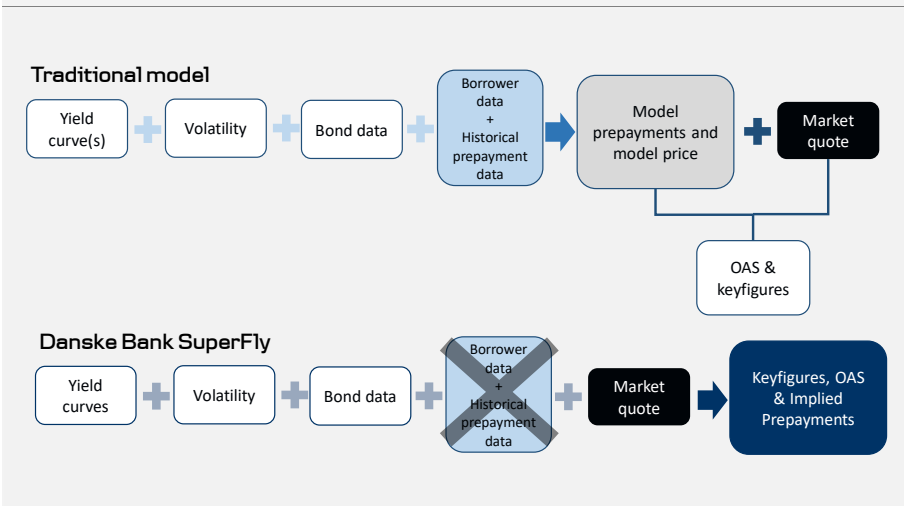 Traditional model
Yield
curve(s)
Volatility
Bond data
Borrower
data
+
Historical
prepayment
data
Model
prepayments and
model price
Market
quote
OAS &
keyfigures
Danske Bank SuperFly
Yield
curves
Volatility
Bond data
Borrower
data
+
Historical
prepayment
data
Market
quote
Keyfigures, OAS
& Implied
Prepayments